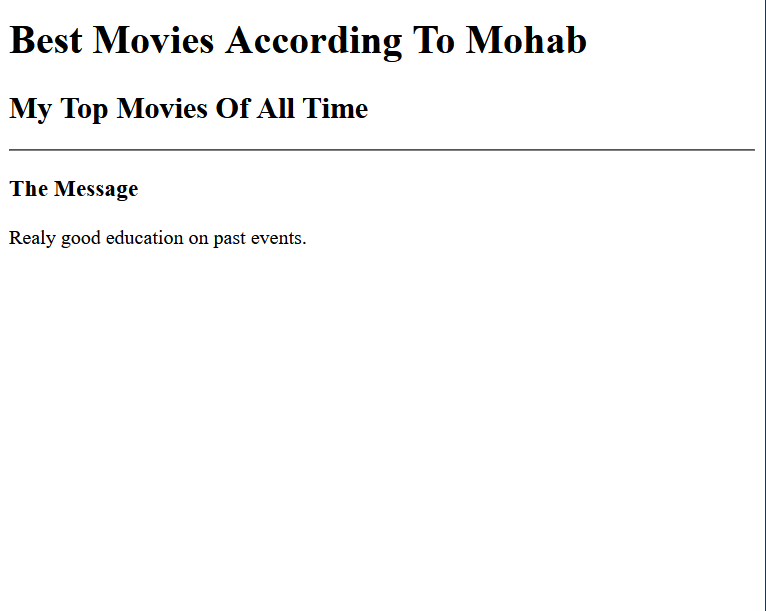 Best Movies According To Mohab
My Top Movies Of All Time
The Message
Realy good education on past events.